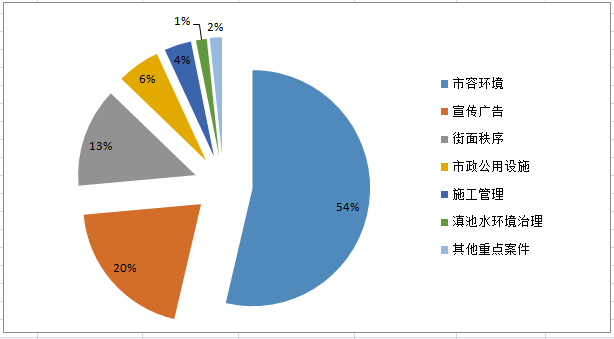 1%
2%
4%
6%
13%
20%
54%
市容环境
宣传广告
街面秩序
市政公用设施
施工管理
滇池水环境治理
其他重点案件